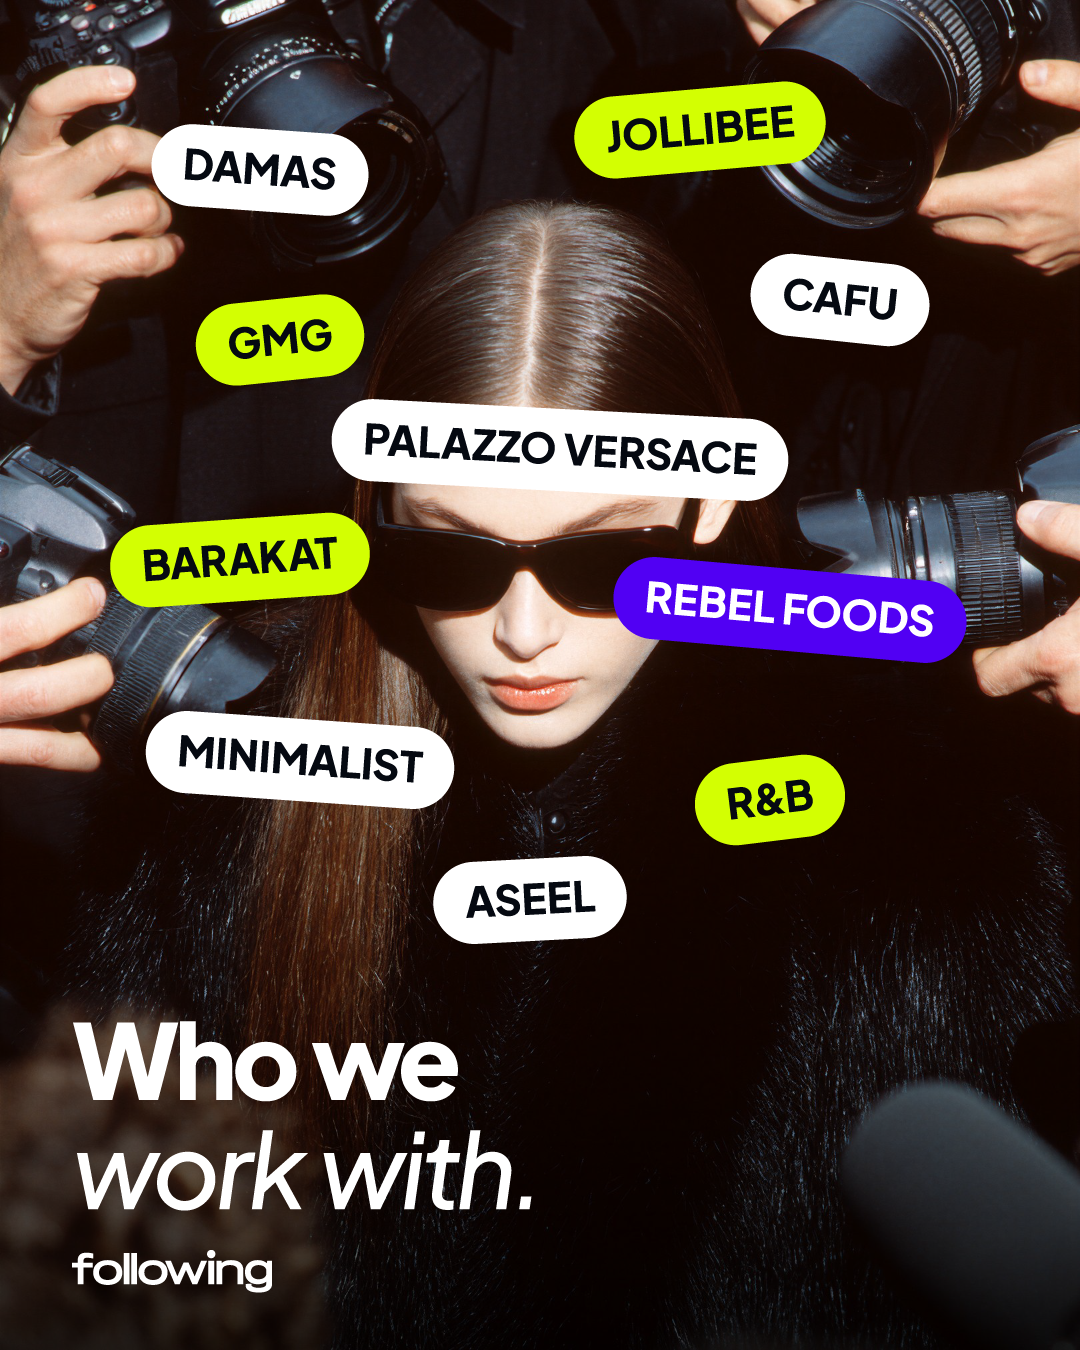 JOLLIBEE
DAMAS
CAFU
GMG
PALAZZO VERSACE
BARAKAT
REBEL FOODS
MINIMALIST
R&B
ASEEL
Who we
work with.
following